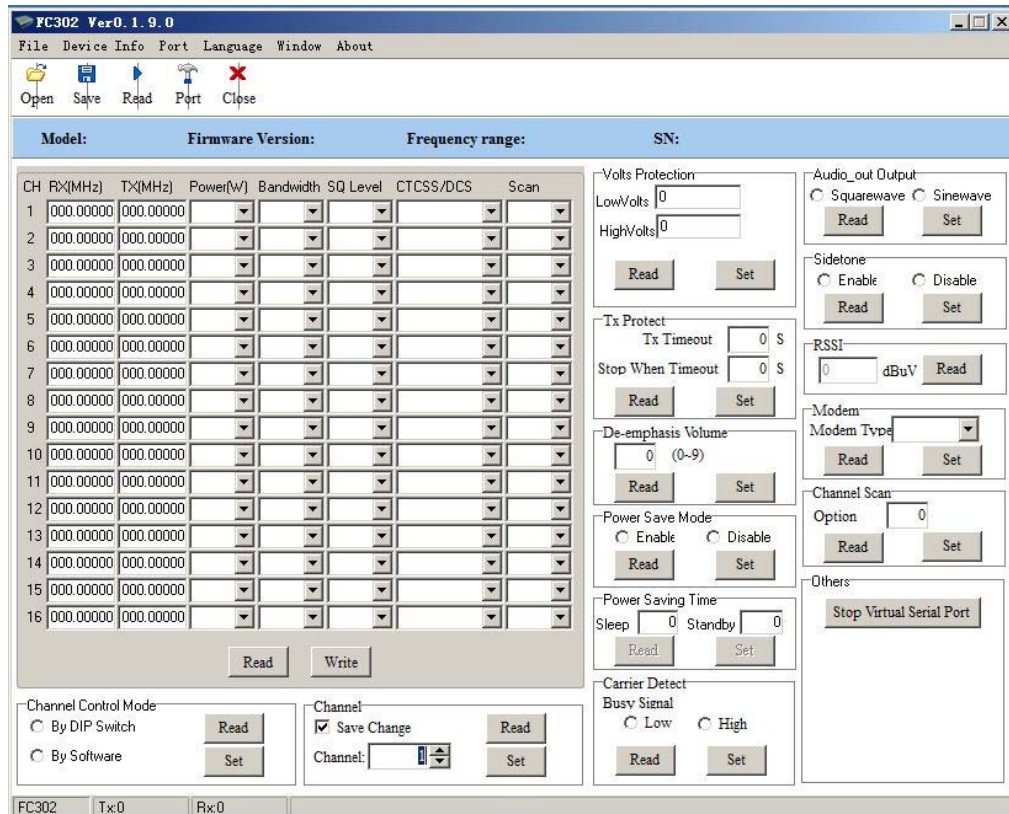 FC302 Ver0.1.9.0
File Device Info Port Language Window About
Open Save Read Port Close
Model: Firmware Version: Frequency range: SN:
CH RX(MHz) TX(MHz) Power(W) Bandwidth SQ Level CTCSS/DCS Scan
1 000.00000 000.00000
2 000.00000 000.00000
3 000.00000 000.00000
4 000.00000 000.00000
5 000.00000 000.00000
6 000.00000 000.00000
7 000.00000 000.00000
8 000.00000 000.00000
9 000.00000 000.00000
10 000.00000 000.00000
11 000.00000 000.00000
12 000.00000 000.00000
13 000.00000 000.00000
14 000.00000 000.00000
15 000.00000 000.00000
16 000.00000 000.00000
Read Write
Channel Control Mode
By DIP Switch Read
By Software Set
Channel
Save Change Read
Channel: 1 Set
Volts Protection
LowVolts 0
HighVolts 0
Read Set
Tx Protect
Tx Timeout 0 S
Stop When Timeout 0 S
Read Set
De-emphasis Volume
0 (0~9)
Read Set
Power Save Mode
Enable Disable
Read Set
Power Saving Time
Sleep 0 Standby 0
Read Set
Carrier Detect
Busy Signal
Low High
Read Set
Audio_out Output
Squarewave Sinewave
Read Set
Sidetone
Enable Disable
Read Set
RSSI
0 dBuV Read
Modem
Modem Type
Read Set
Channel Scan
Option 0
Read Set
Others
Stop Virtual Serial Port
FC302 Tx:0 Rx:0